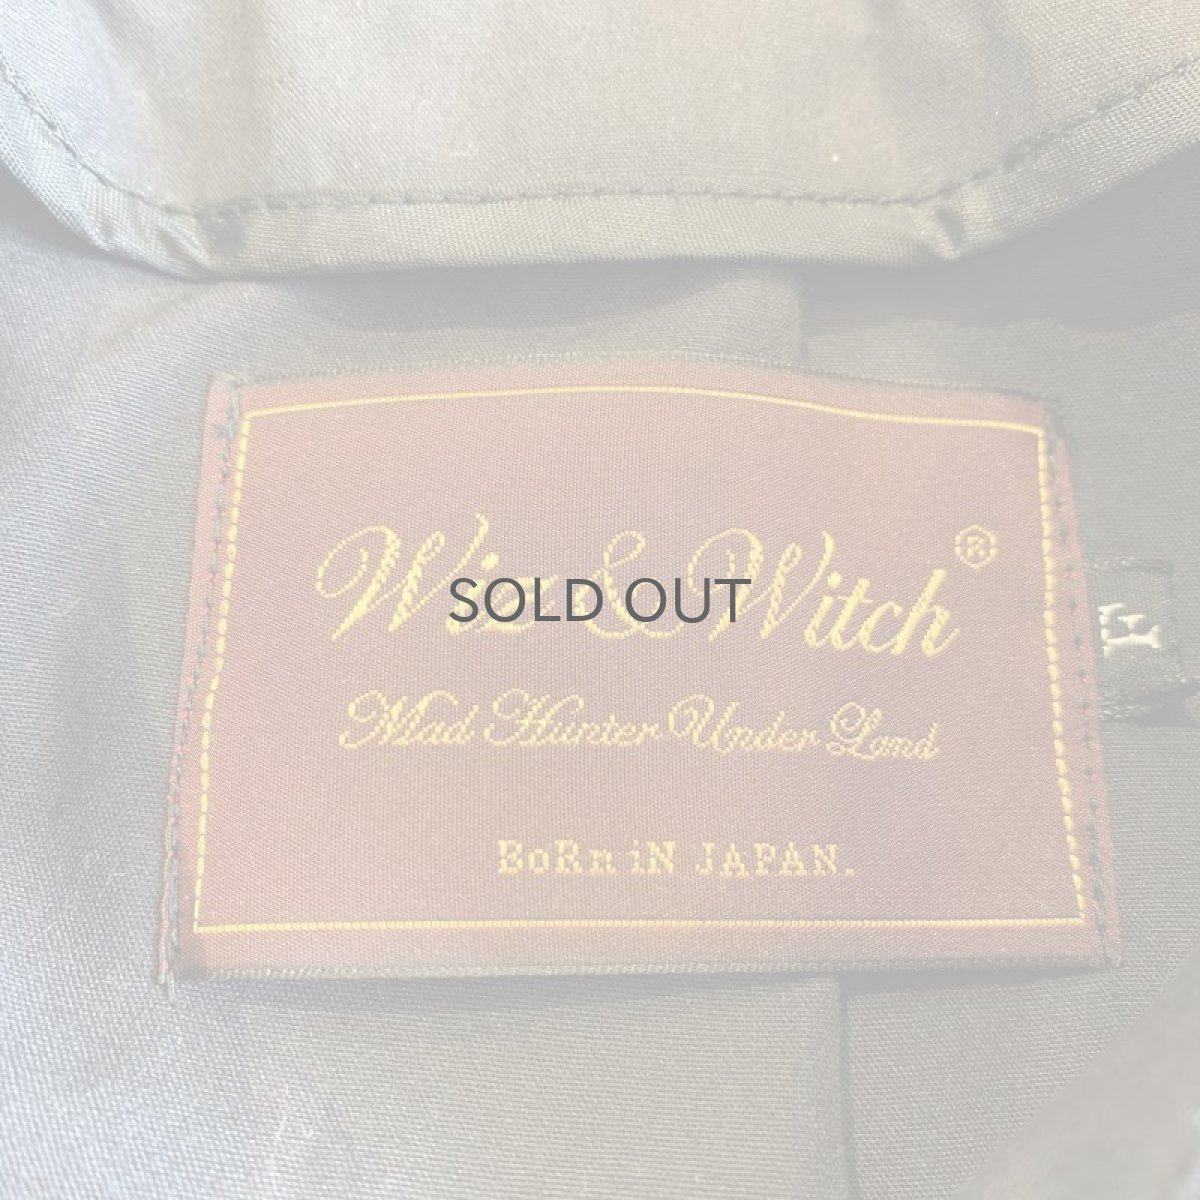 Wiz & Witch®
SOLD OUT
Mad Hunter Under Land
BoRn iN JAPAN.
F